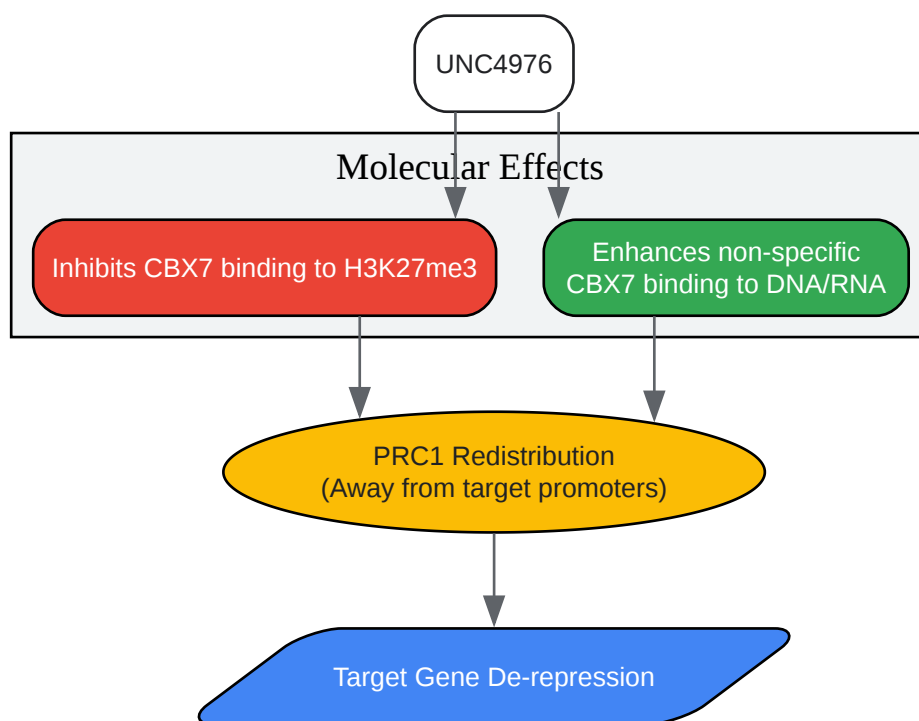 UNC4976
Molecular Effects
Inhibits CBX7 binding to H3K27me3
Enhances non-specific
CBX7 binding to DNA/RNA
PRC1 Redistribution
(Away from target promoters)
Target Gene De-repression